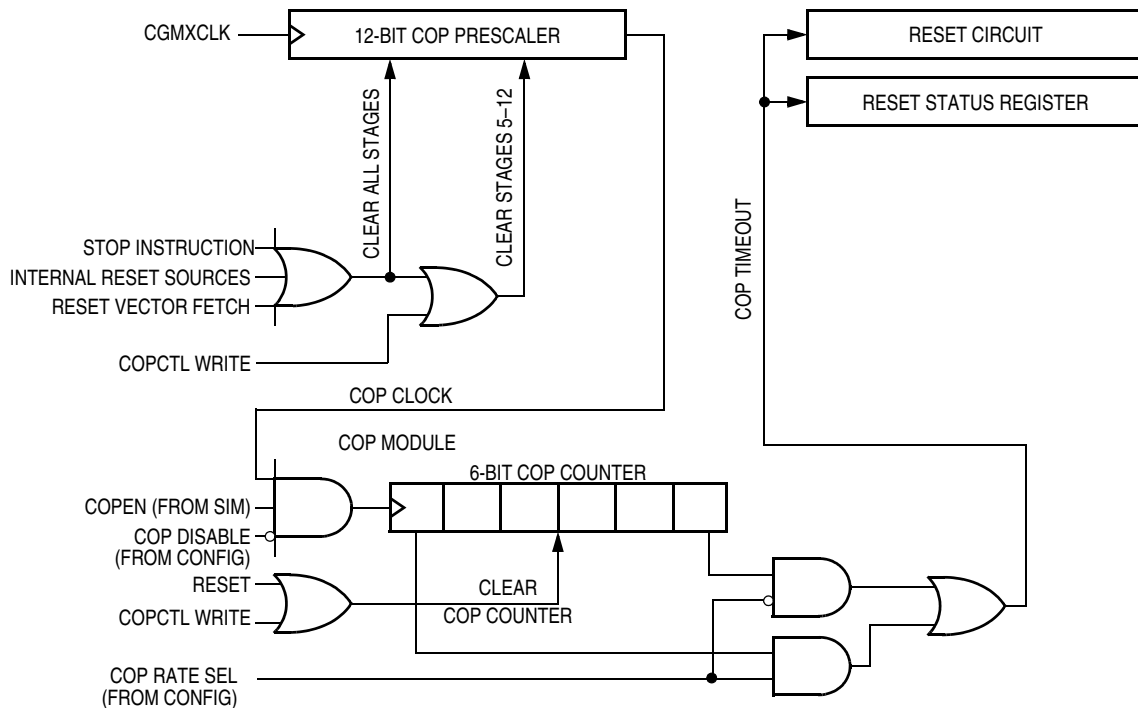 CGMXCLK
12-BIT COP PRESCALER
RESET CIRCUIT
RESET STATUS REGISTER
CLEAR ALL STAGES
CLEAR STAGES 5–12
STOP INSTRUCTION
INTERNAL RESET SOURCES
RESET VECTOR FETCH
COPCTL WRITE
COP TIMEOUT
COP CLOCK
COP MODULE
6-BIT COP COUNTER
COPEN (FROM SIM)
COP DISABLE
(FROM CONFIG)
RESET
COPCTL WRITE
CLEAR
COP COUNTER
COP RATE SEL
(FROM CONFIG)